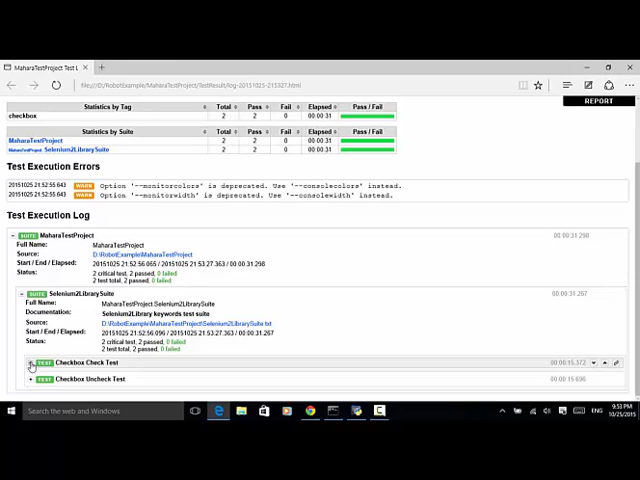 MaharaTestProject Test L
file:///D:/RobotExample/MaharaTestProject/TestResult/log-20151025-215327.html
REPORT
Statistics by Tag Total Pass Fail Elapsed Pass / Fail
checkbox 2 2 0 00:00:31
Statistics by Suite Total Pass Fail Elapsed Pass / Fail
MaharaTestProject 2 2 0 00:00:31
MaharaTestProject. Selenium2LibrarySuite 2 2 0 00:00:31
Test Execution Errors
20151025 21:52:55.643 WARN Option '--monitorcolors' is deprecated. Use '--consolecolors' instead.
20151025 21:52:55.643 WARN Option '--monitorwidth' is deprecated. Use '--consolewidth' instead.
Test Execution Log
SUITE MaharaTestProject 00:00:31.298
Full Name: MaharaTestProject
Source: D:\RobotExample\MaharaTestProject
Start / End / Elapsed: 20151025 21:52:56.065 / 20151025 21:53:27.363 / 00:00:31.298
Status: 2 critical test, 2 passed, 0 failed
2 test total, 2 passed, 0 failed
SUITE Selenium2LibrarySuite 00:00:31.267
Full Name: MaharaTestProject.Selenium2LibrarySuite
Documentation: Selenium2Library keywords test suite
Source: D:\RobotExample\MaharaTestProject\Selenium2LibrarySuite.txt
Start / End / Elapsed: 20151025 21:52:56.096 / 20151025 21:53:27.363 / 00:00:31.267
Status: 2 critical test, 2 passed, 0 failed
2 test total, 2 passed, 0 failed
TEST Checkbox Check Test 00:00:15.372
TEST Checkbox Uncheck Test 00:00:15.696
Search the web and Windows
ENG
9:53 PM
10/25/2015